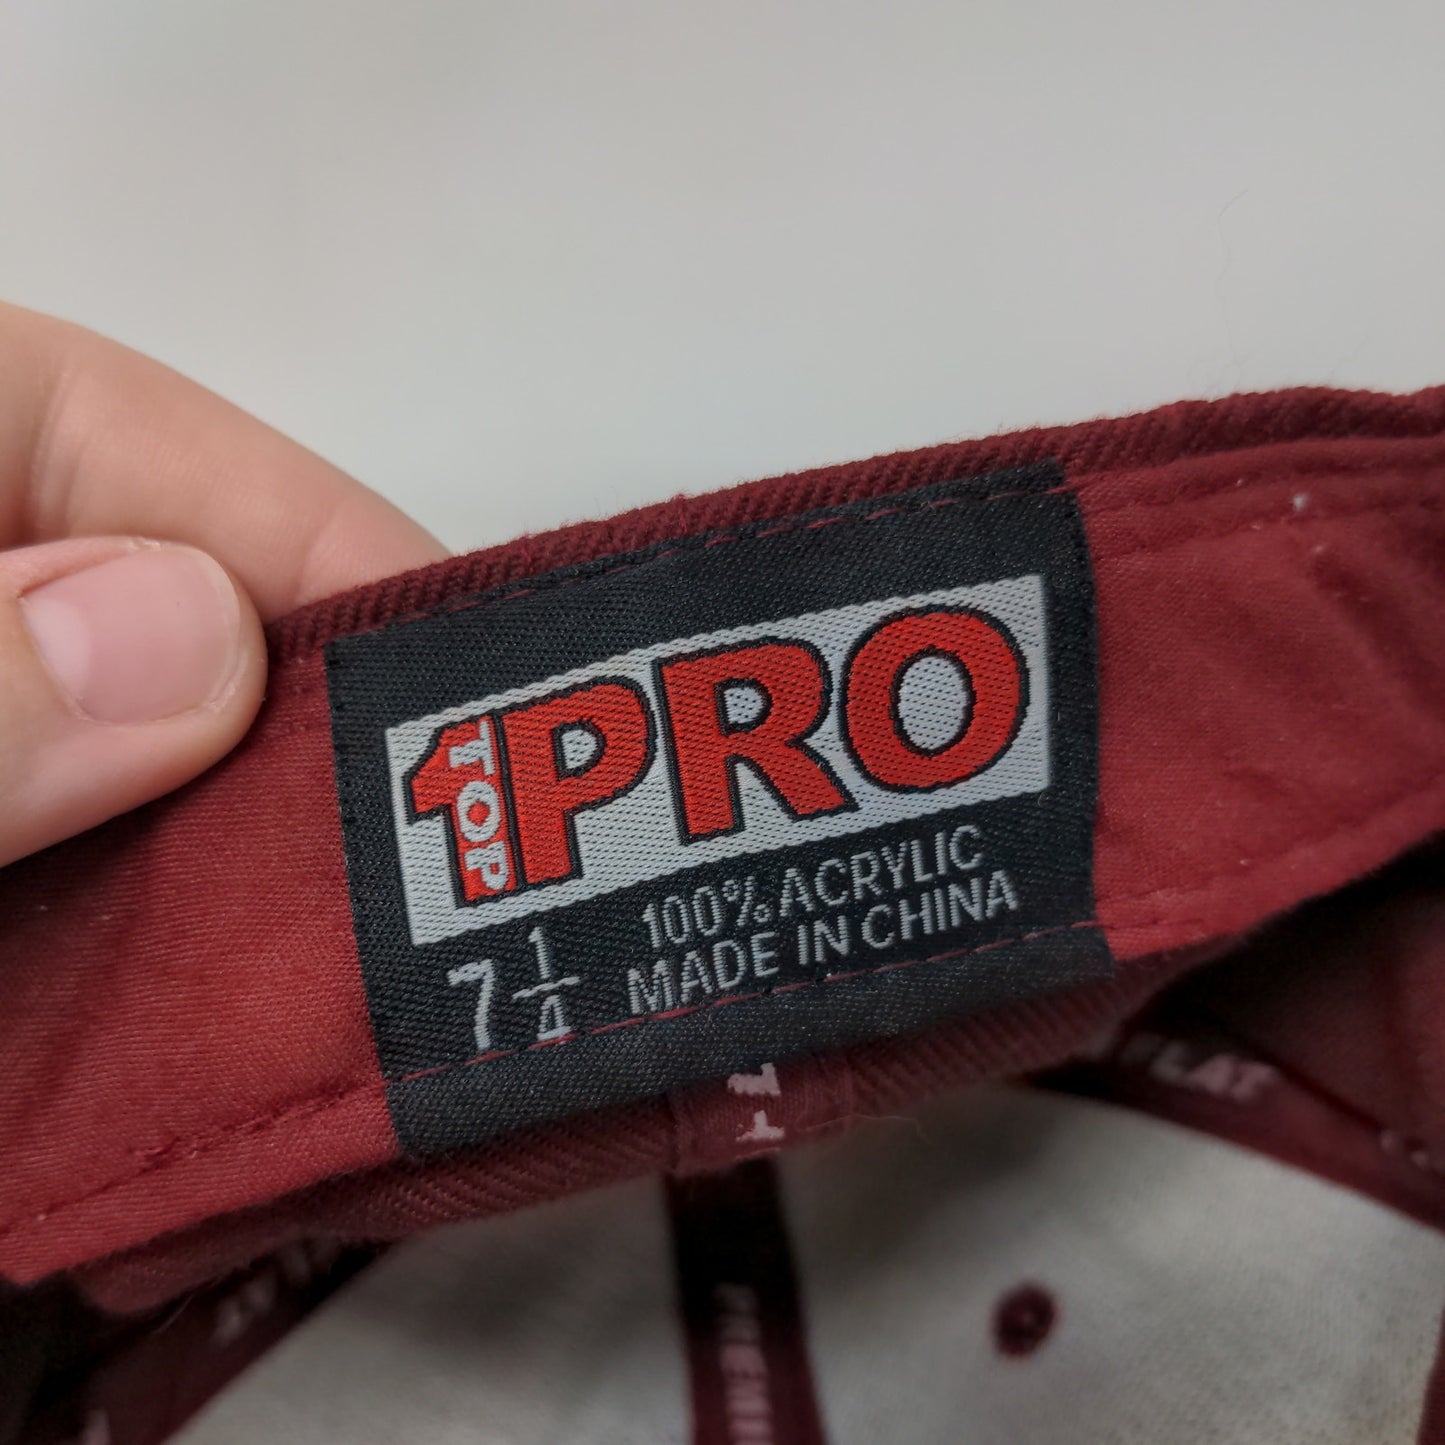 1 TOP PRO
7 1/4
100% ACRYLIC
MADE IN CHINA